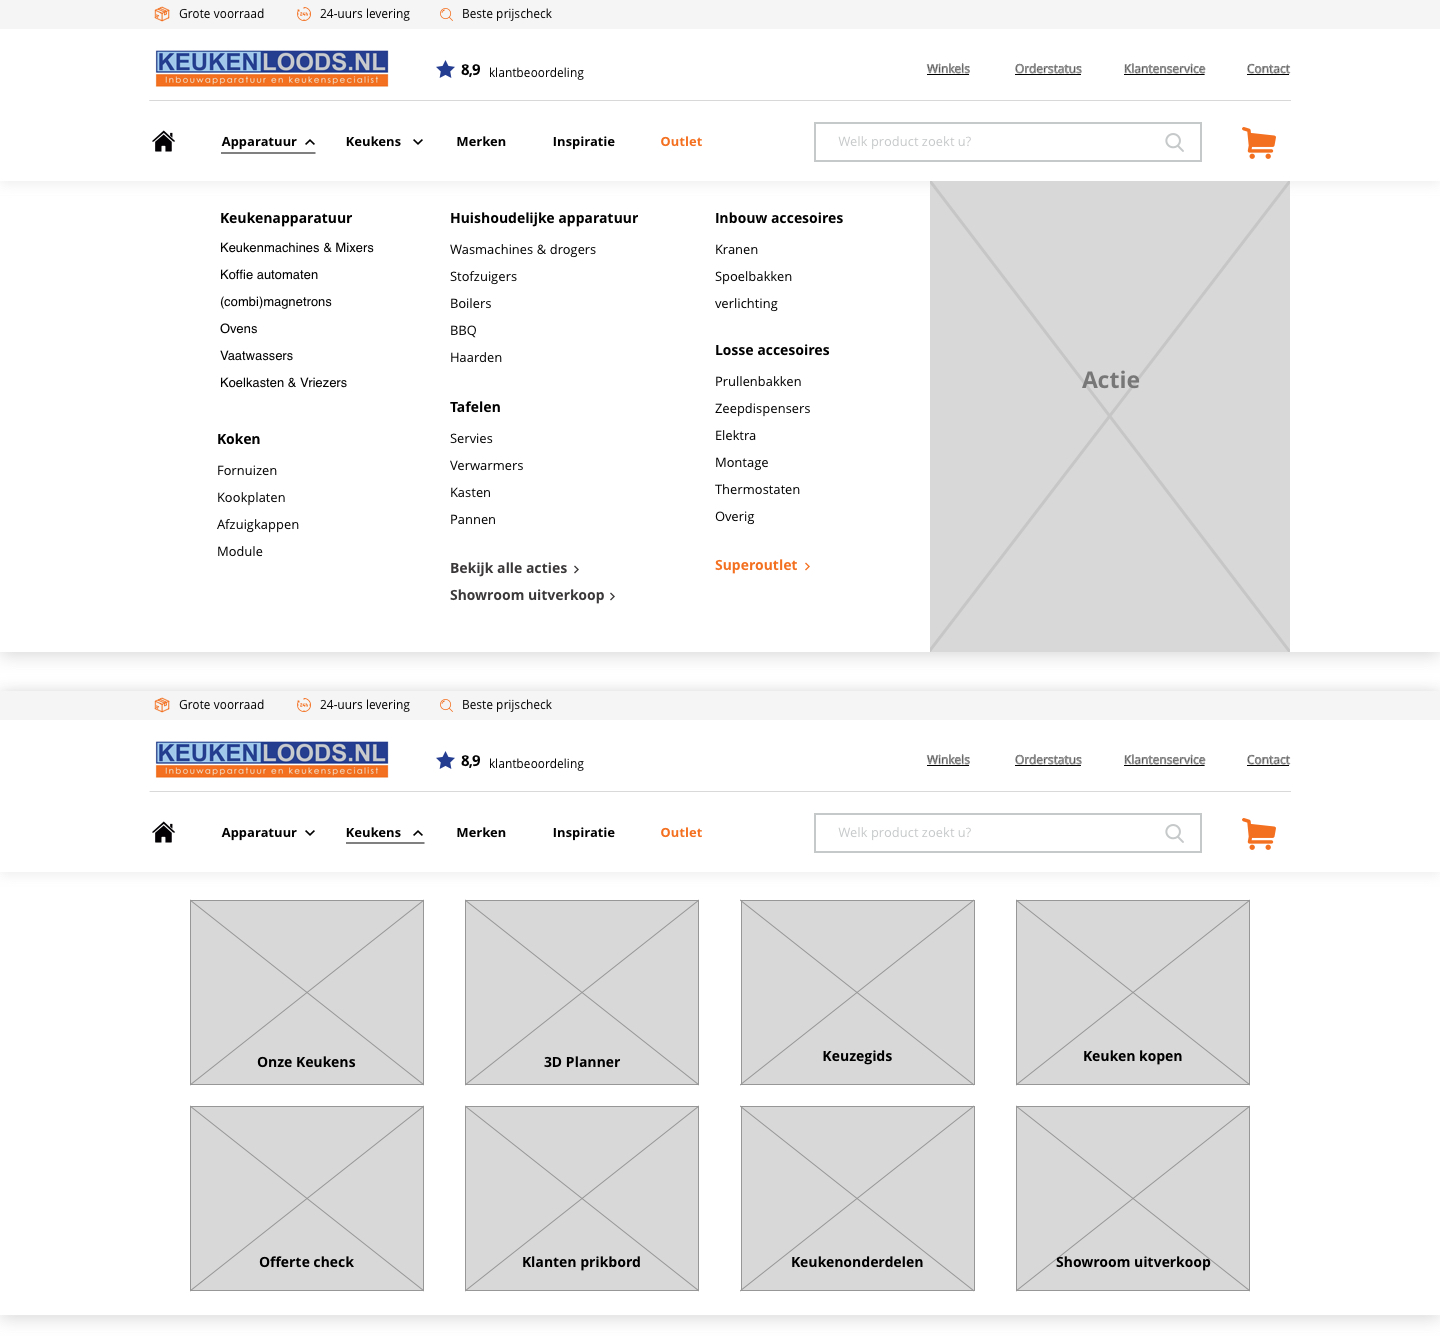 Grote voorraad
24-uurs levering
Beste prijscheck
KEUKENLOODS.NL
Inbouwapparatuur en keukenspecialist
8,9 klantbeoordeling
Winkels
Orderstatus
Klantenservice
Contact
Apparatuur
Keukens
Merken
Inspiratie
Outlet
Welk product zoekt u?
Keukenapparatuur
Keukenmachines & Mixers
Koffie automaten
(combi)magnetrons
Ovens
Vaatwassers
Koelkasten & Vriezers
Koken
Fornuizen
Kookplaten
Afzuigkappen
Module
Huishoudelijke apparatuur
Wasmachines & drogers
Stofzuigers
Boilers
BBQ
Haarden
Tafelen
Servies
Verwarmers
Kasten
Pannen
Bekijk alle acties
Showroom uitverkoop
Inbouw accesoires
Kranen
Spoelbakken
verlichting
Losse accesoires
Prullenbakken
Zeepdispensers
Elektra
Montage
Thermostaten
Overig
Superoutlet
Actie
Grote voorraad
24-uurs levering
Beste prijscheck
KEUKENLOODS.NL
Inbouwapparatuur en keukenspecialist
8,9 klantbeoordeling
Winkels
Orderstatus
Klantenservice
Contact
Apparatuur
Keukens
Merken
Inspiratie
Outlet
Welk product zoekt u?
Onze Keukens
3D Planner
Keuzegids
Keuken kopen
Offerte check
Klanten prikbord
Keukenonderdelen
Showroom uitverkoop